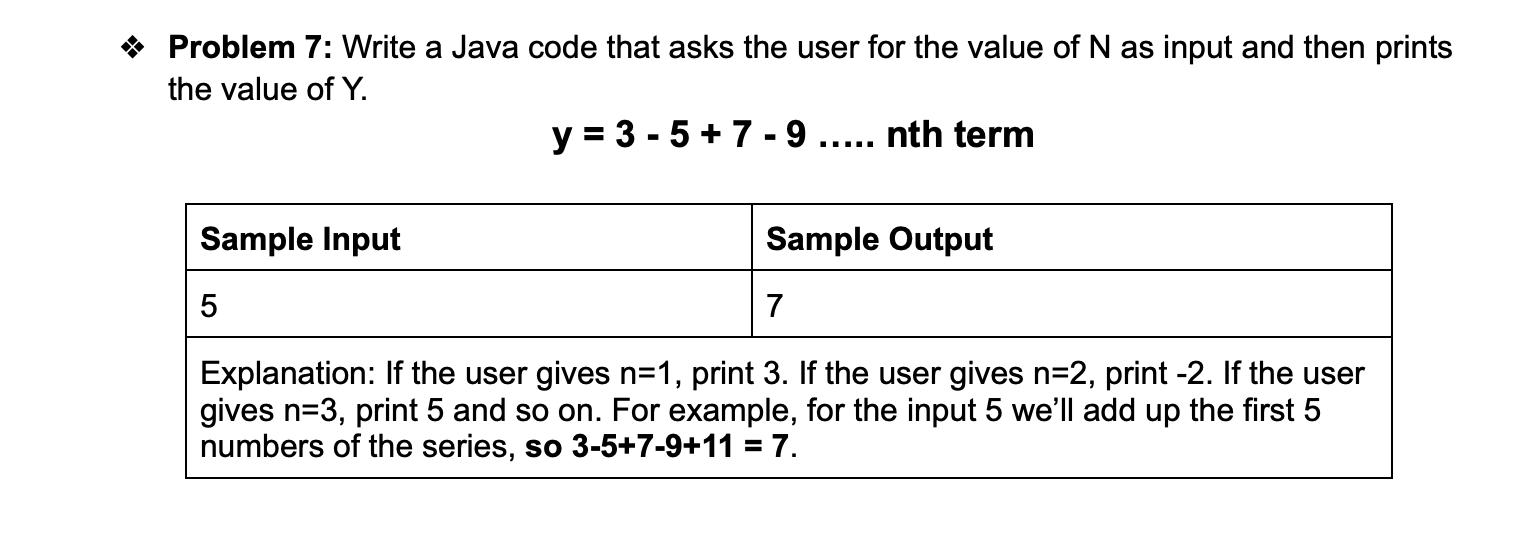 ❖ Problem 7: Write a Java code that asks the user for the value of N as input and then prints
the value of Y.
y = 3 - 5 + 7 - 9 ..... nth term
Sample Input
Sample Output
5
7
Explanation: If the user gives n=1, print 3. If the user gives n=2, print -2. If the user
gives n=3, print 5 and so on. For example, for the input 5 we’ll add up the first 5
numbers of the series, so 3-5+7-9+11 = 7.